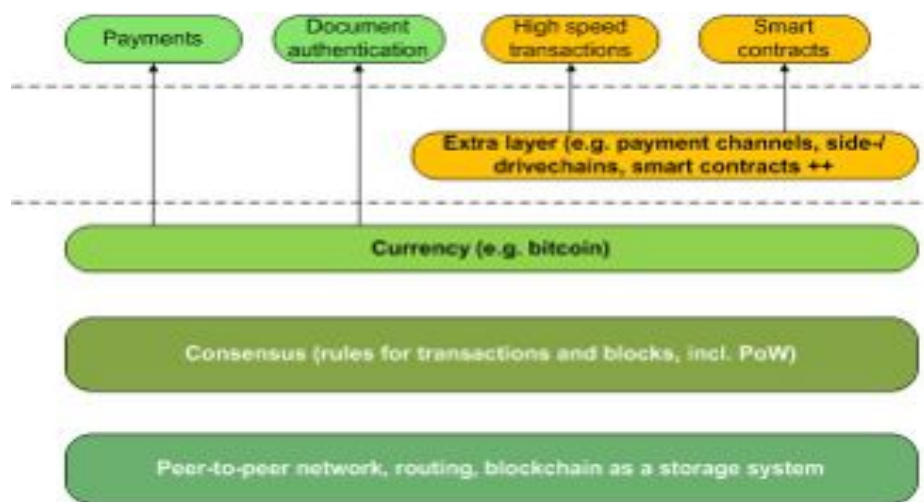 Payments
Document
authentication
High speed
transactions
Smart
contracts
Extra layer (e.g. payment channels, side-/
drivechains, smart contracts ++
Currency (e.g. bitcoin)
Consensus (rules for transactions and blocks, incl. PoW)
Peer-to-peer network, routing, blockchain as a storage system